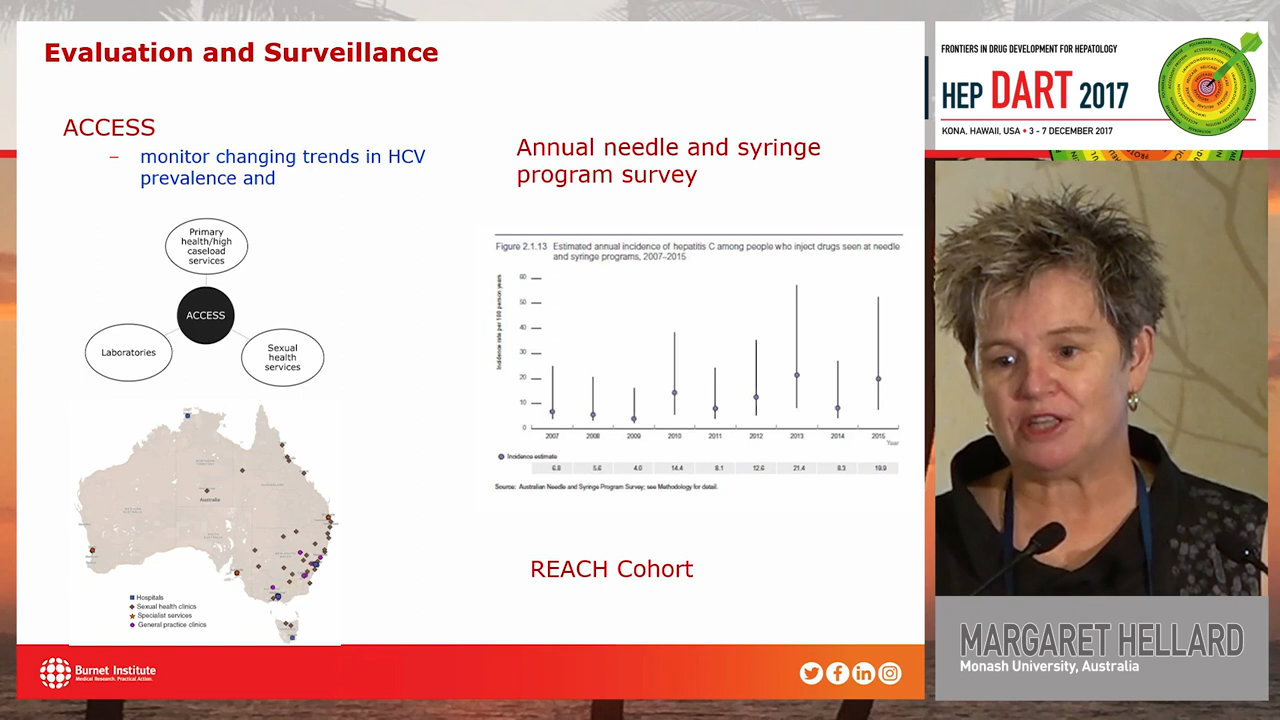 Evaluation and Surveillance
ACCESS
– monitor changing trends in HCV
prevalence and
Primary
health/high
caseload
services
ACCESS
Laboratories
Sexual
health
services
Australia
Hospitals
Sexual health clinics
Specialist services
General practice clinics
Annual needle and syringe
program survey
Figure 2.1.13 Estimated annual incidence of hepatitis C among people who inject drugs seen at needle
and syringe programs, 2007–2015
Incidence rate per 100 person years
60
50
40
30
20
10
0
2007 2008 2009 2010 2011 2012 2013 2014 2015
Year
Incidence estimate
6.8 5.6 4.0 14.4 8.1 12.6 21.4 8.3 19.9
Source: Australian Needle and Syringe Program Survey; see Methodology for detail.
REACH Cohort
Burnet Institute
Medical Research. Practical Action.
FRONTIERS IN DRUG DEVELOPMENT FOR HEPATOLOGY
HEP DART 2017
KONA, HAWAII, USA • 3 - 7 DECEMBER 2017
MARGARET HELLARD
Monash University, Australia